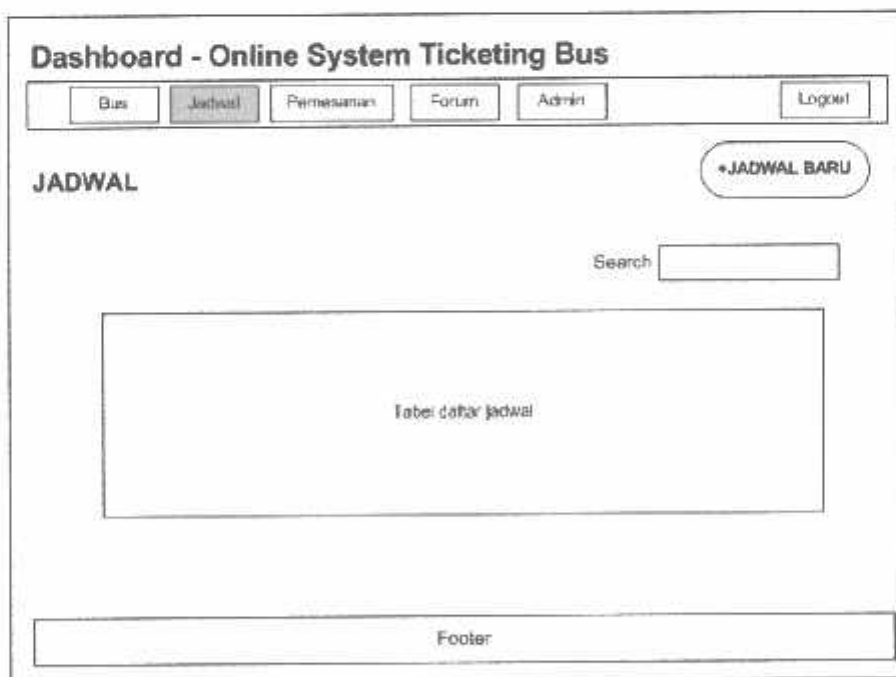 Dashboard - Online System Ticketing Bus
Bus Jadwal Pemesanan Forum Admin Logout
JADWAL
+JADWAL BARU
Search
Tabel daftar jadwal
Footer